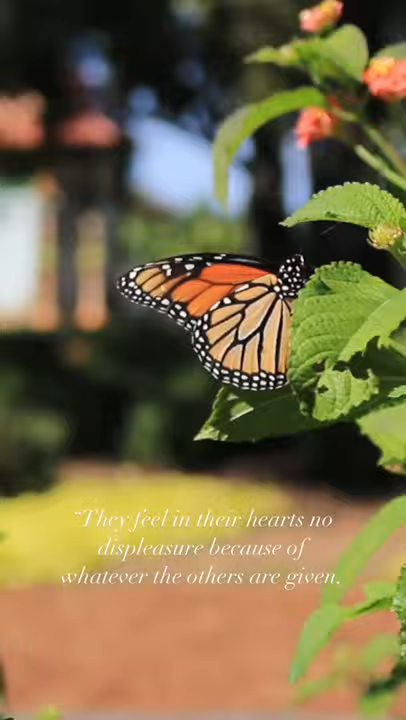 “They feel in their hearts no
displeasure because of
whatever the others are given.